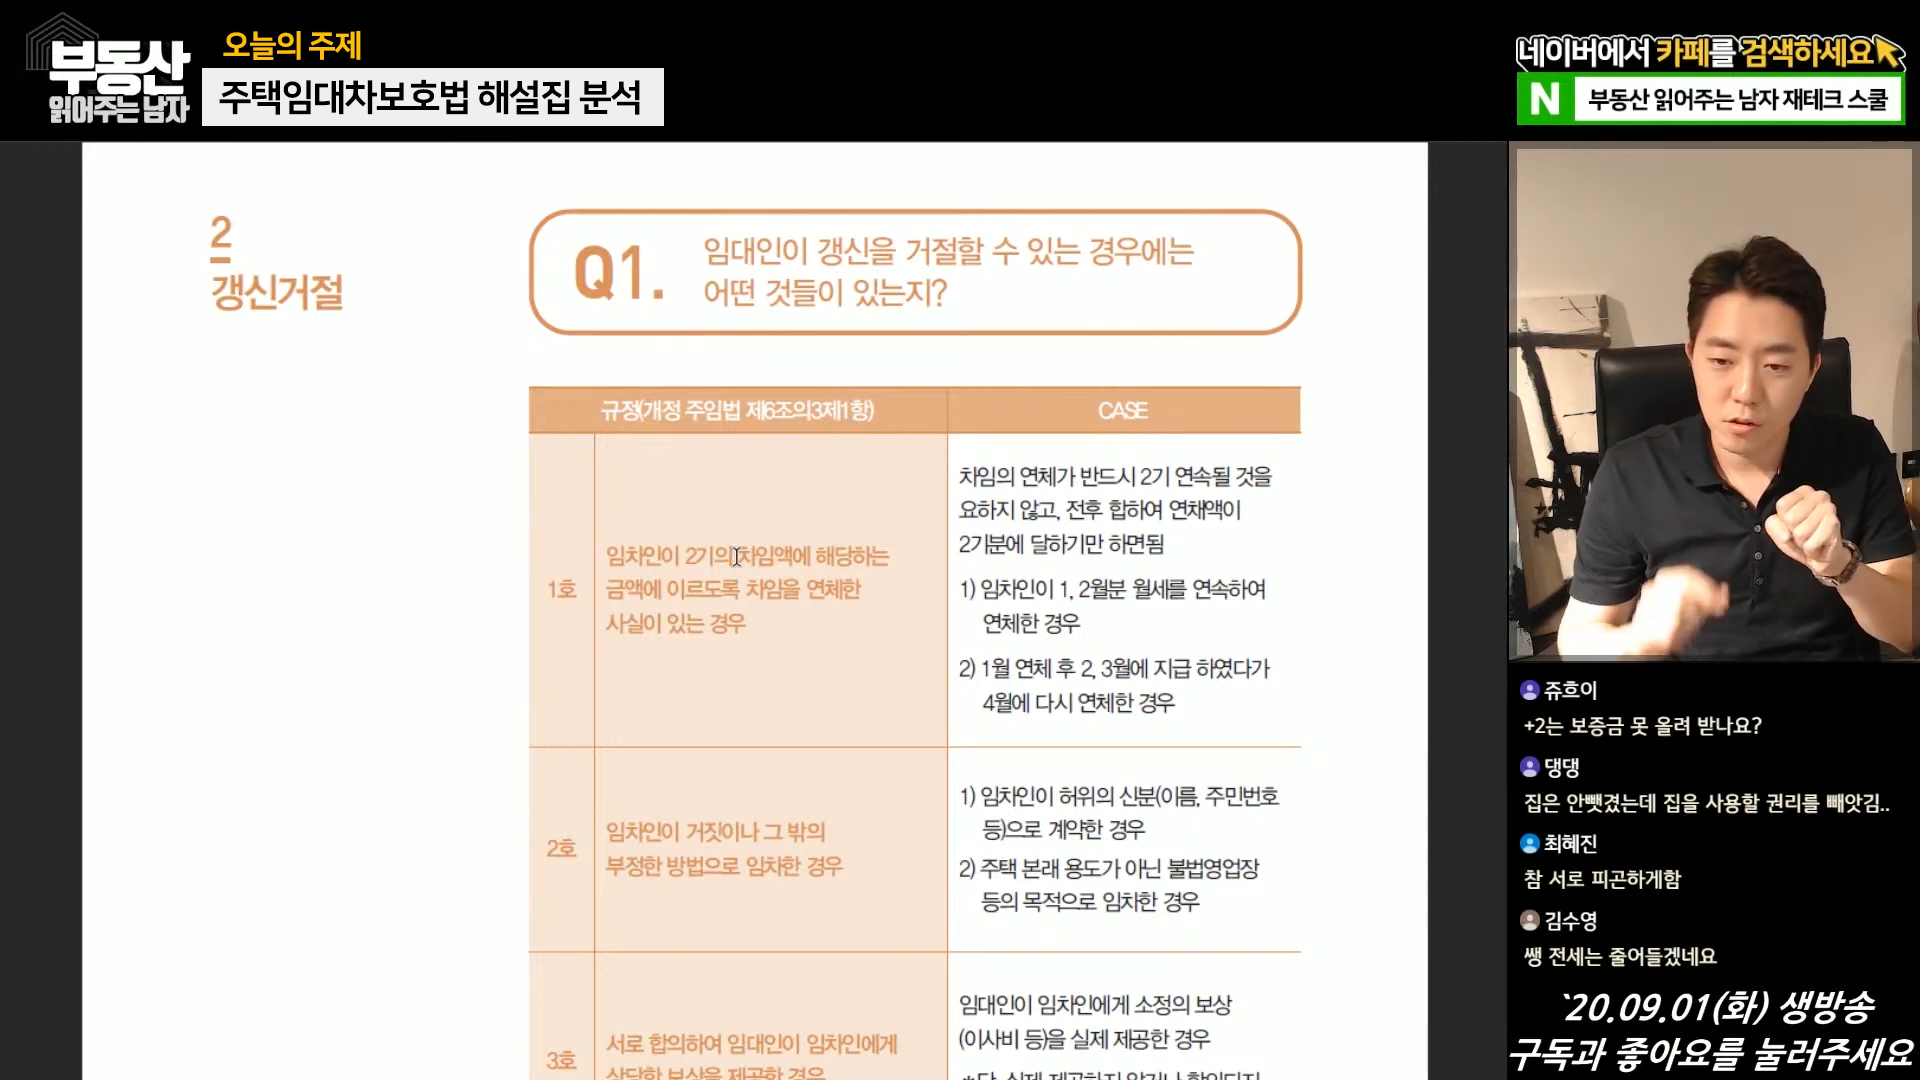 부동산
읽어주는 남자
오늘의 주제
주택임대차보호법 해설집 분석
네이버에서 카페를 검색하세요
N 부동산 읽어주는 남자 재테크 스쿨
2
갱신거절
Q1.
임대인이 갱신을 거절할 수 있는 경우에는
어떤 것들이 있는지?
규정(개정 주임법 제6조의3제1항)
CASE
1호
임차인이 2기의 차임액에 해당하는
금액에 이르도록 차임을 연체한
사실이 있는 경우
차임의 연체가 반드시 2기 연속될 것을
요하지 않고, 전후 합하여 연채액이
2기분에 달하기만 하면됨
1) 임차인이 1, 2월분 월세를 연속하여
연체한 경우
2) 1월 연체 후 2, 3월에 지급 하였다가
4월에 다시 연체한 경우
2호
임차인이 거짓이나 그 밖의
부정한 방법으로 임차한 경우
1) 임차인이 허위의 신분(이름, 주민번호
등)으로 계약한 경우
2) 주택 본래 용도가 아닌 불법영업장
등의 목적으로 임차한 경우
3호
서로 합의하여 임대인이 임차인에게
상당한 보상을 제공한 경우
임대인이 임차인에게 소정의 보상
(이사비 등)을 실제 제공한 경우
쥬흐이
+2는 보증금 못 올려 받나요?
댕댕
집은 안뺏겼는데 집을 사용할 권리를 빼앗김..
최혜진
참 서로 피곤하게함
김수영
쌩 전세는 줄어들겠네요
`20.09.01(화) 생방송
구독과 좋아요를 눌러주세요